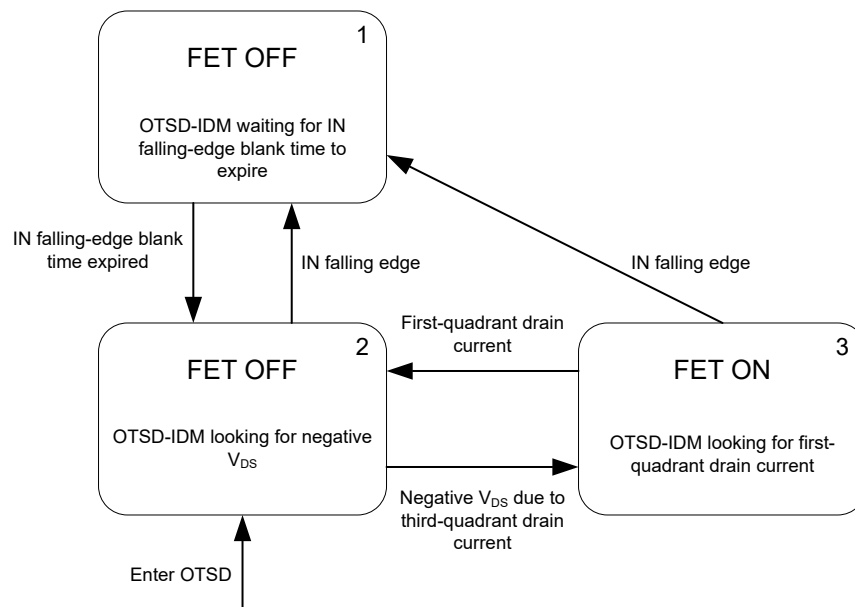 1
FET OFF
OTSD-IDM waiting for IN
falling-edge blank time to
expire
IN falling-edge blank
time expired
IN falling edge
IN falling edge
First-quadrant drain
current
2
FET OFF
OTSD-IDM looking for negative
VDS
3
FET ON
OTSD-IDM looking for first-
quadrant drain current
Negative VDS due to
third-quadrant drain
current
Enter OTSD